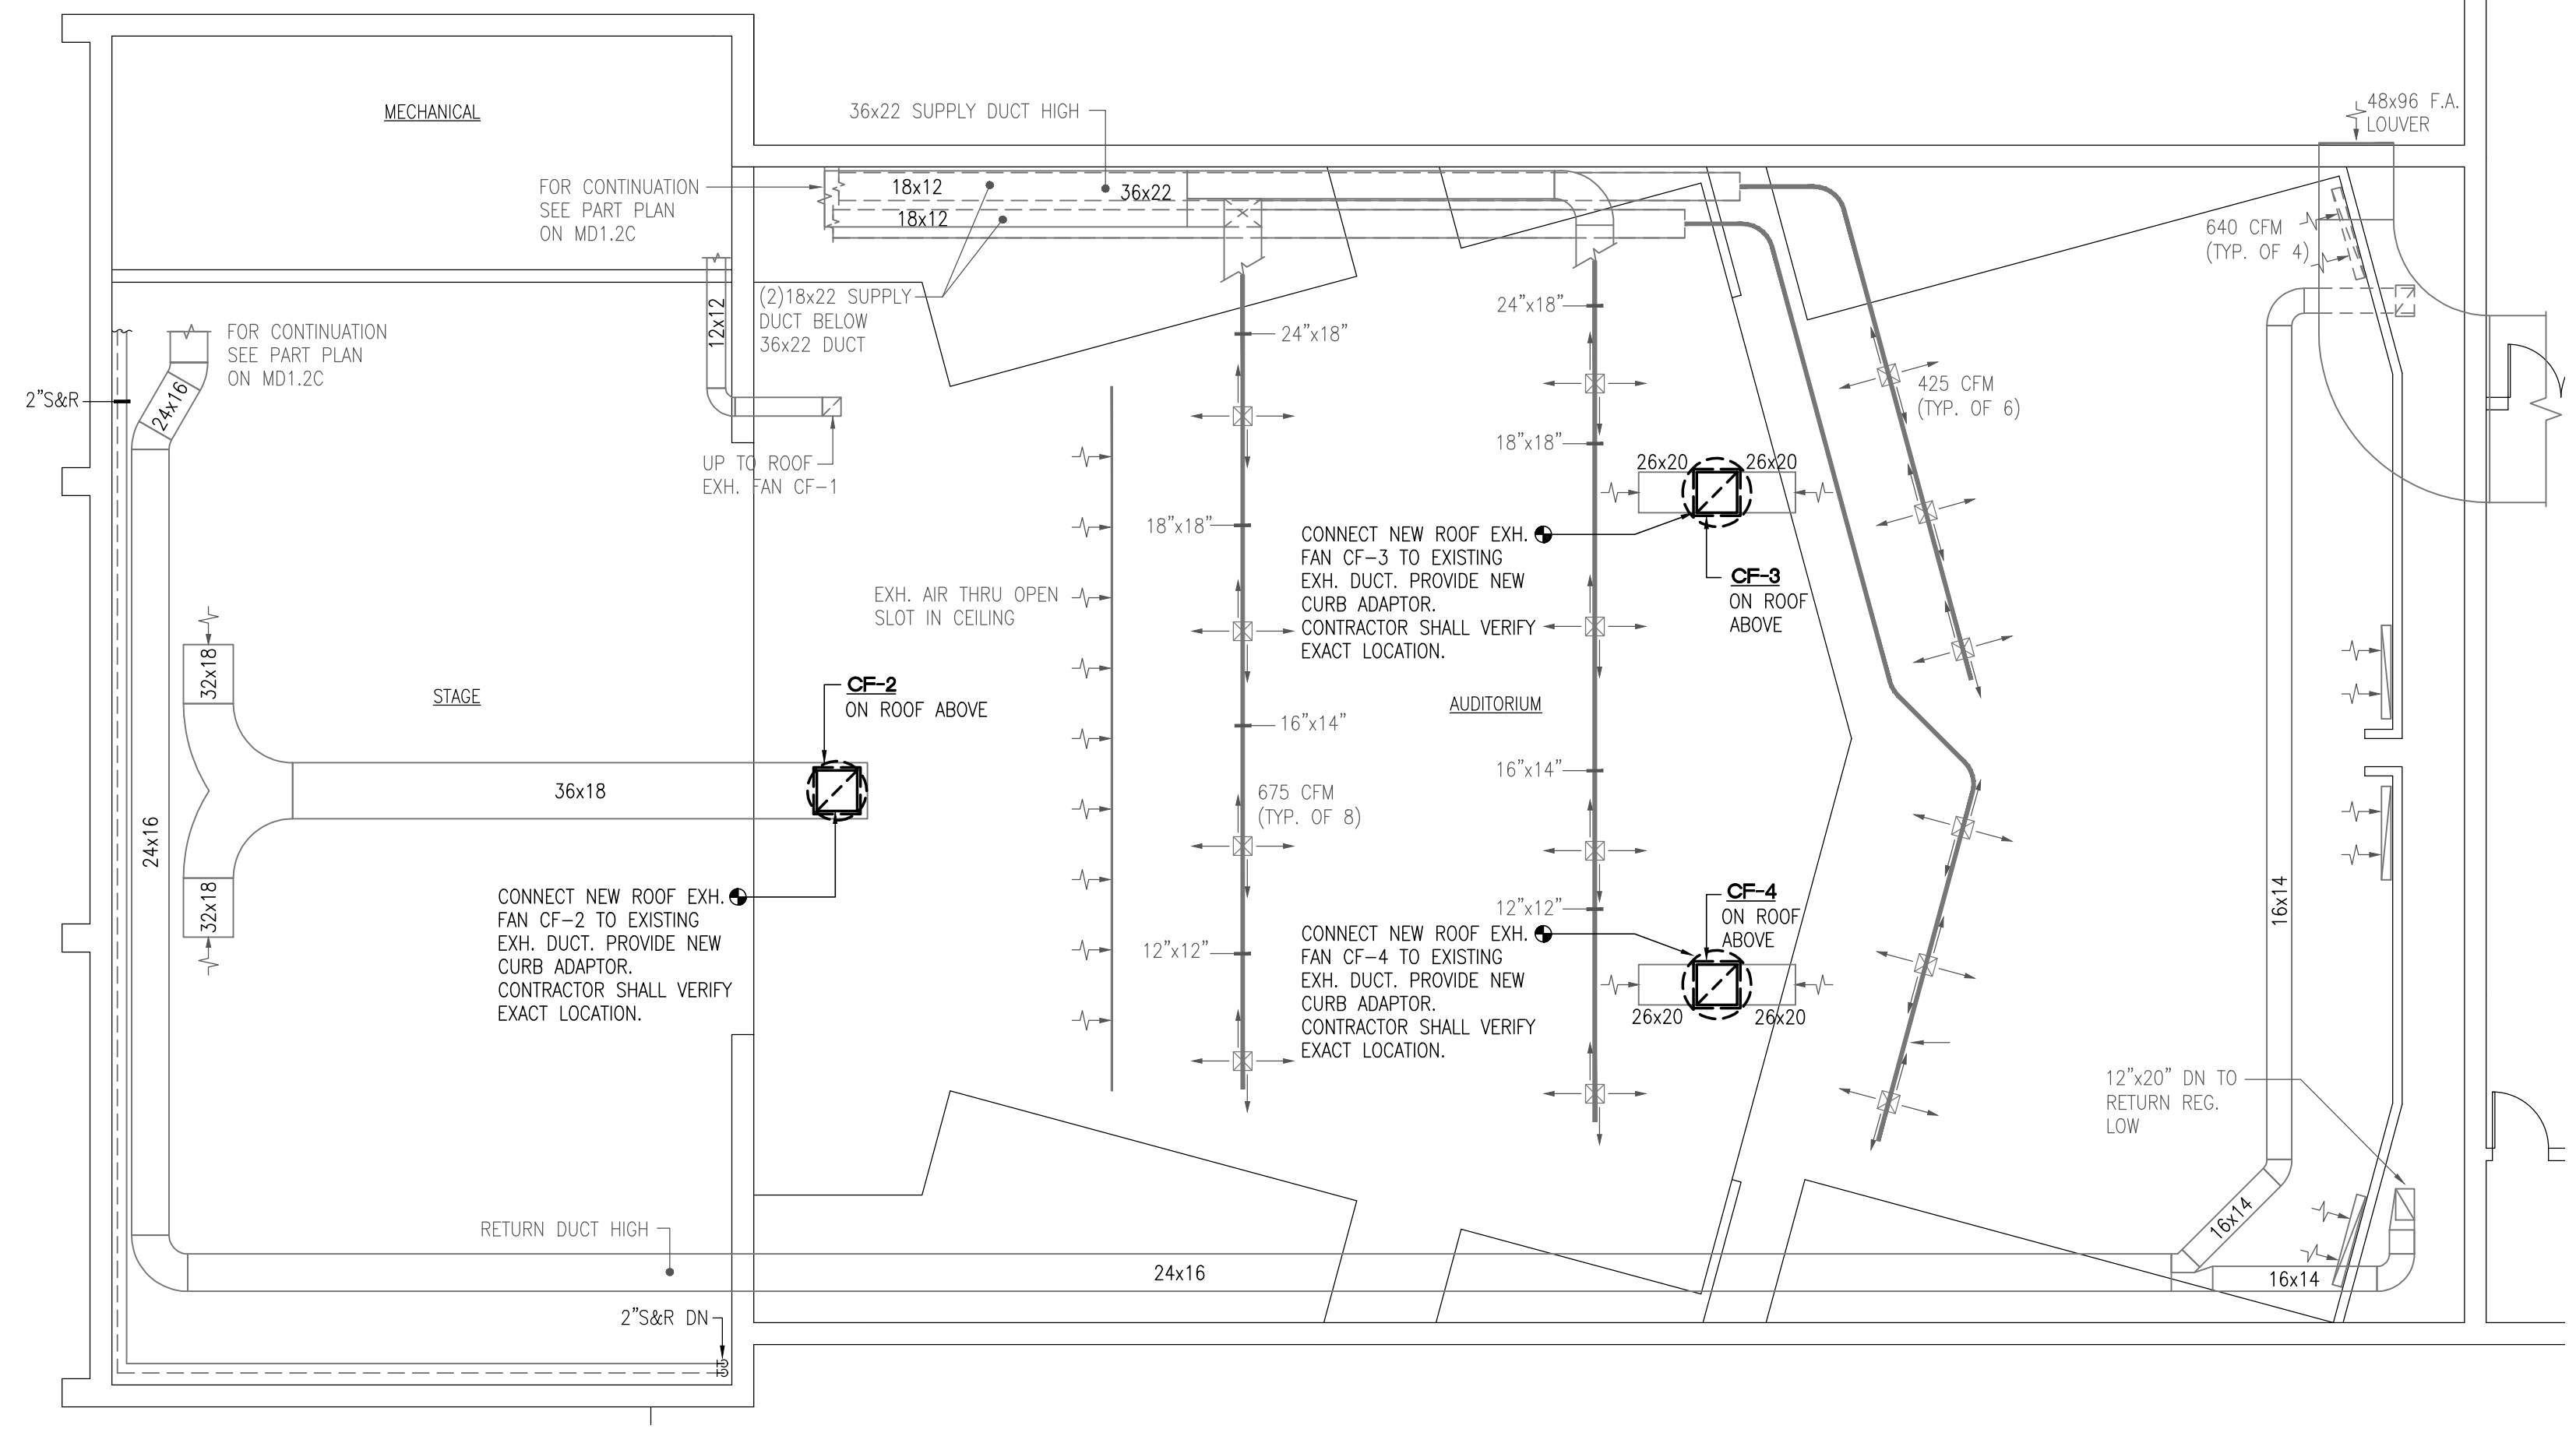 MECHANICAL
36x22 SUPPLY DUCT HIGH
48x96 F.A.
LOUVER
FOR CONTINUATION
SEE PART PLAN
ON MD1.2C
18x12
36x22
18x12
640 CFM
(TYP. OF 4)
(2)18x22 SUPPLY
DUCT BELOW
36x22 DUCT
12x12
FOR CONTINUATION
SEE PART PLAN
ON MD1.2C
24"x18"
24"x18"
24x16
2"S&R
425 CFM
(TYP. OF 6)
18"x18"
UP TO ROOF
EXH. FAN CF-1
26x20
26x20
18"x18"
CONNECT NEW ROOF EXH.
FAN CF-3 TO EXISTING
EXH. DUCT. PROVIDE NEW
CURB ADAPTOR.
CONTRACTOR SHALL VERIFY
EXACT LOCATION.
CF-3
ON ROOF
ABOVE
EXH. AIR THRU OPEN
SLOT IN CEILING
32x18
STAGE
CF-2
ON ROOF ABOVE
AUDITORIUM
16"x14"
16"x14"
36x18
675 CFM
(TYP. OF 8)
24x16
32x18
CONNECT NEW ROOF EXH.
FAN CF-2 TO EXISTING
EXH. DUCT. PROVIDE NEW
CURB ADAPTOR.
CONTRACTOR SHALL VERIFY
EXACT LOCATION.
12"x12"
12"x12"
CF-4
ON ROOF
ABOVE
CONNECT NEW ROOF EXH.
FAN CF-4 TO EXISTING
EXH. DUCT. PROVIDE NEW
CURB ADAPTOR.
CONTRACTOR SHALL VERIFY
EXACT LOCATION.
26x20
26x20
16x14
12"x20" DN TO
RETURN REG.
LOW
16x14
RETURN DUCT HIGH
24x16
16x14
2"S&R DN